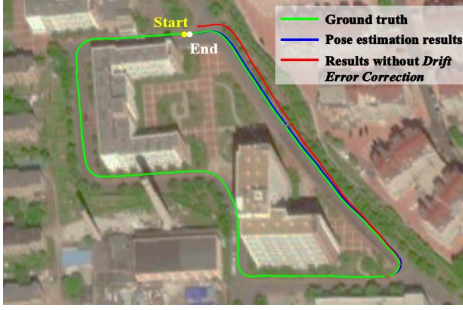 Start
End
Ground truth
Pose estimation results
Results without Drift
Error Correction